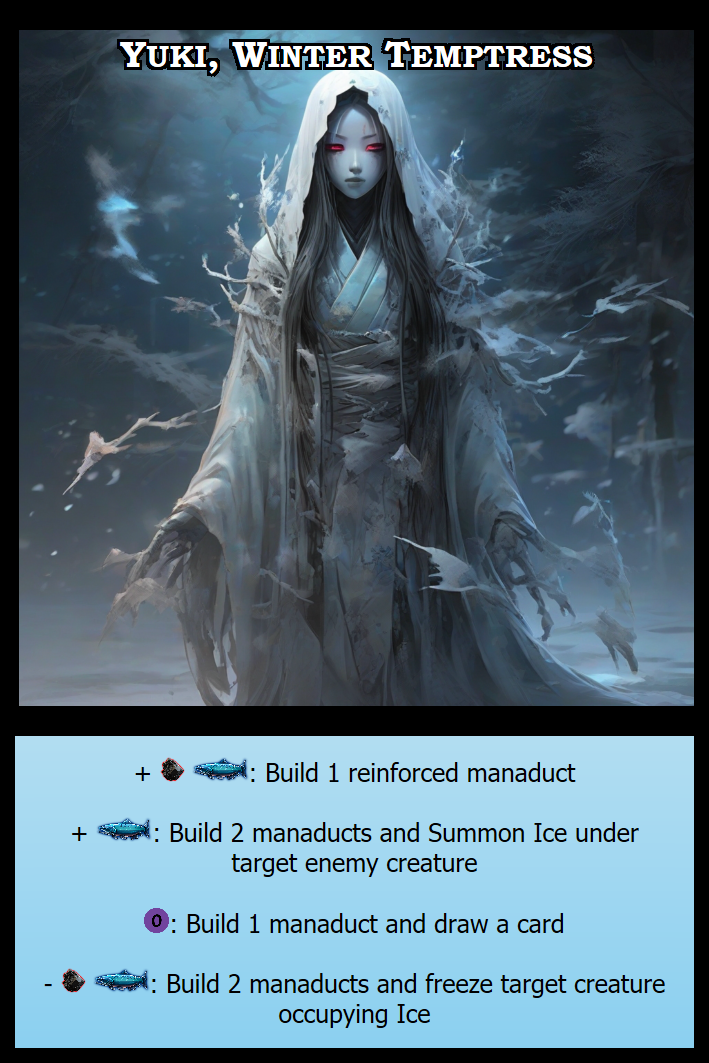 Yuki, Winter Temptress
+ : Build 1 reinforced manaduct
+ : Build 2 manaducts and Summon Ice under
target enemy creature
0: Build 1 manaduct and draw a card
- : Build 2 manaducts and freeze target creature
occupying Ice